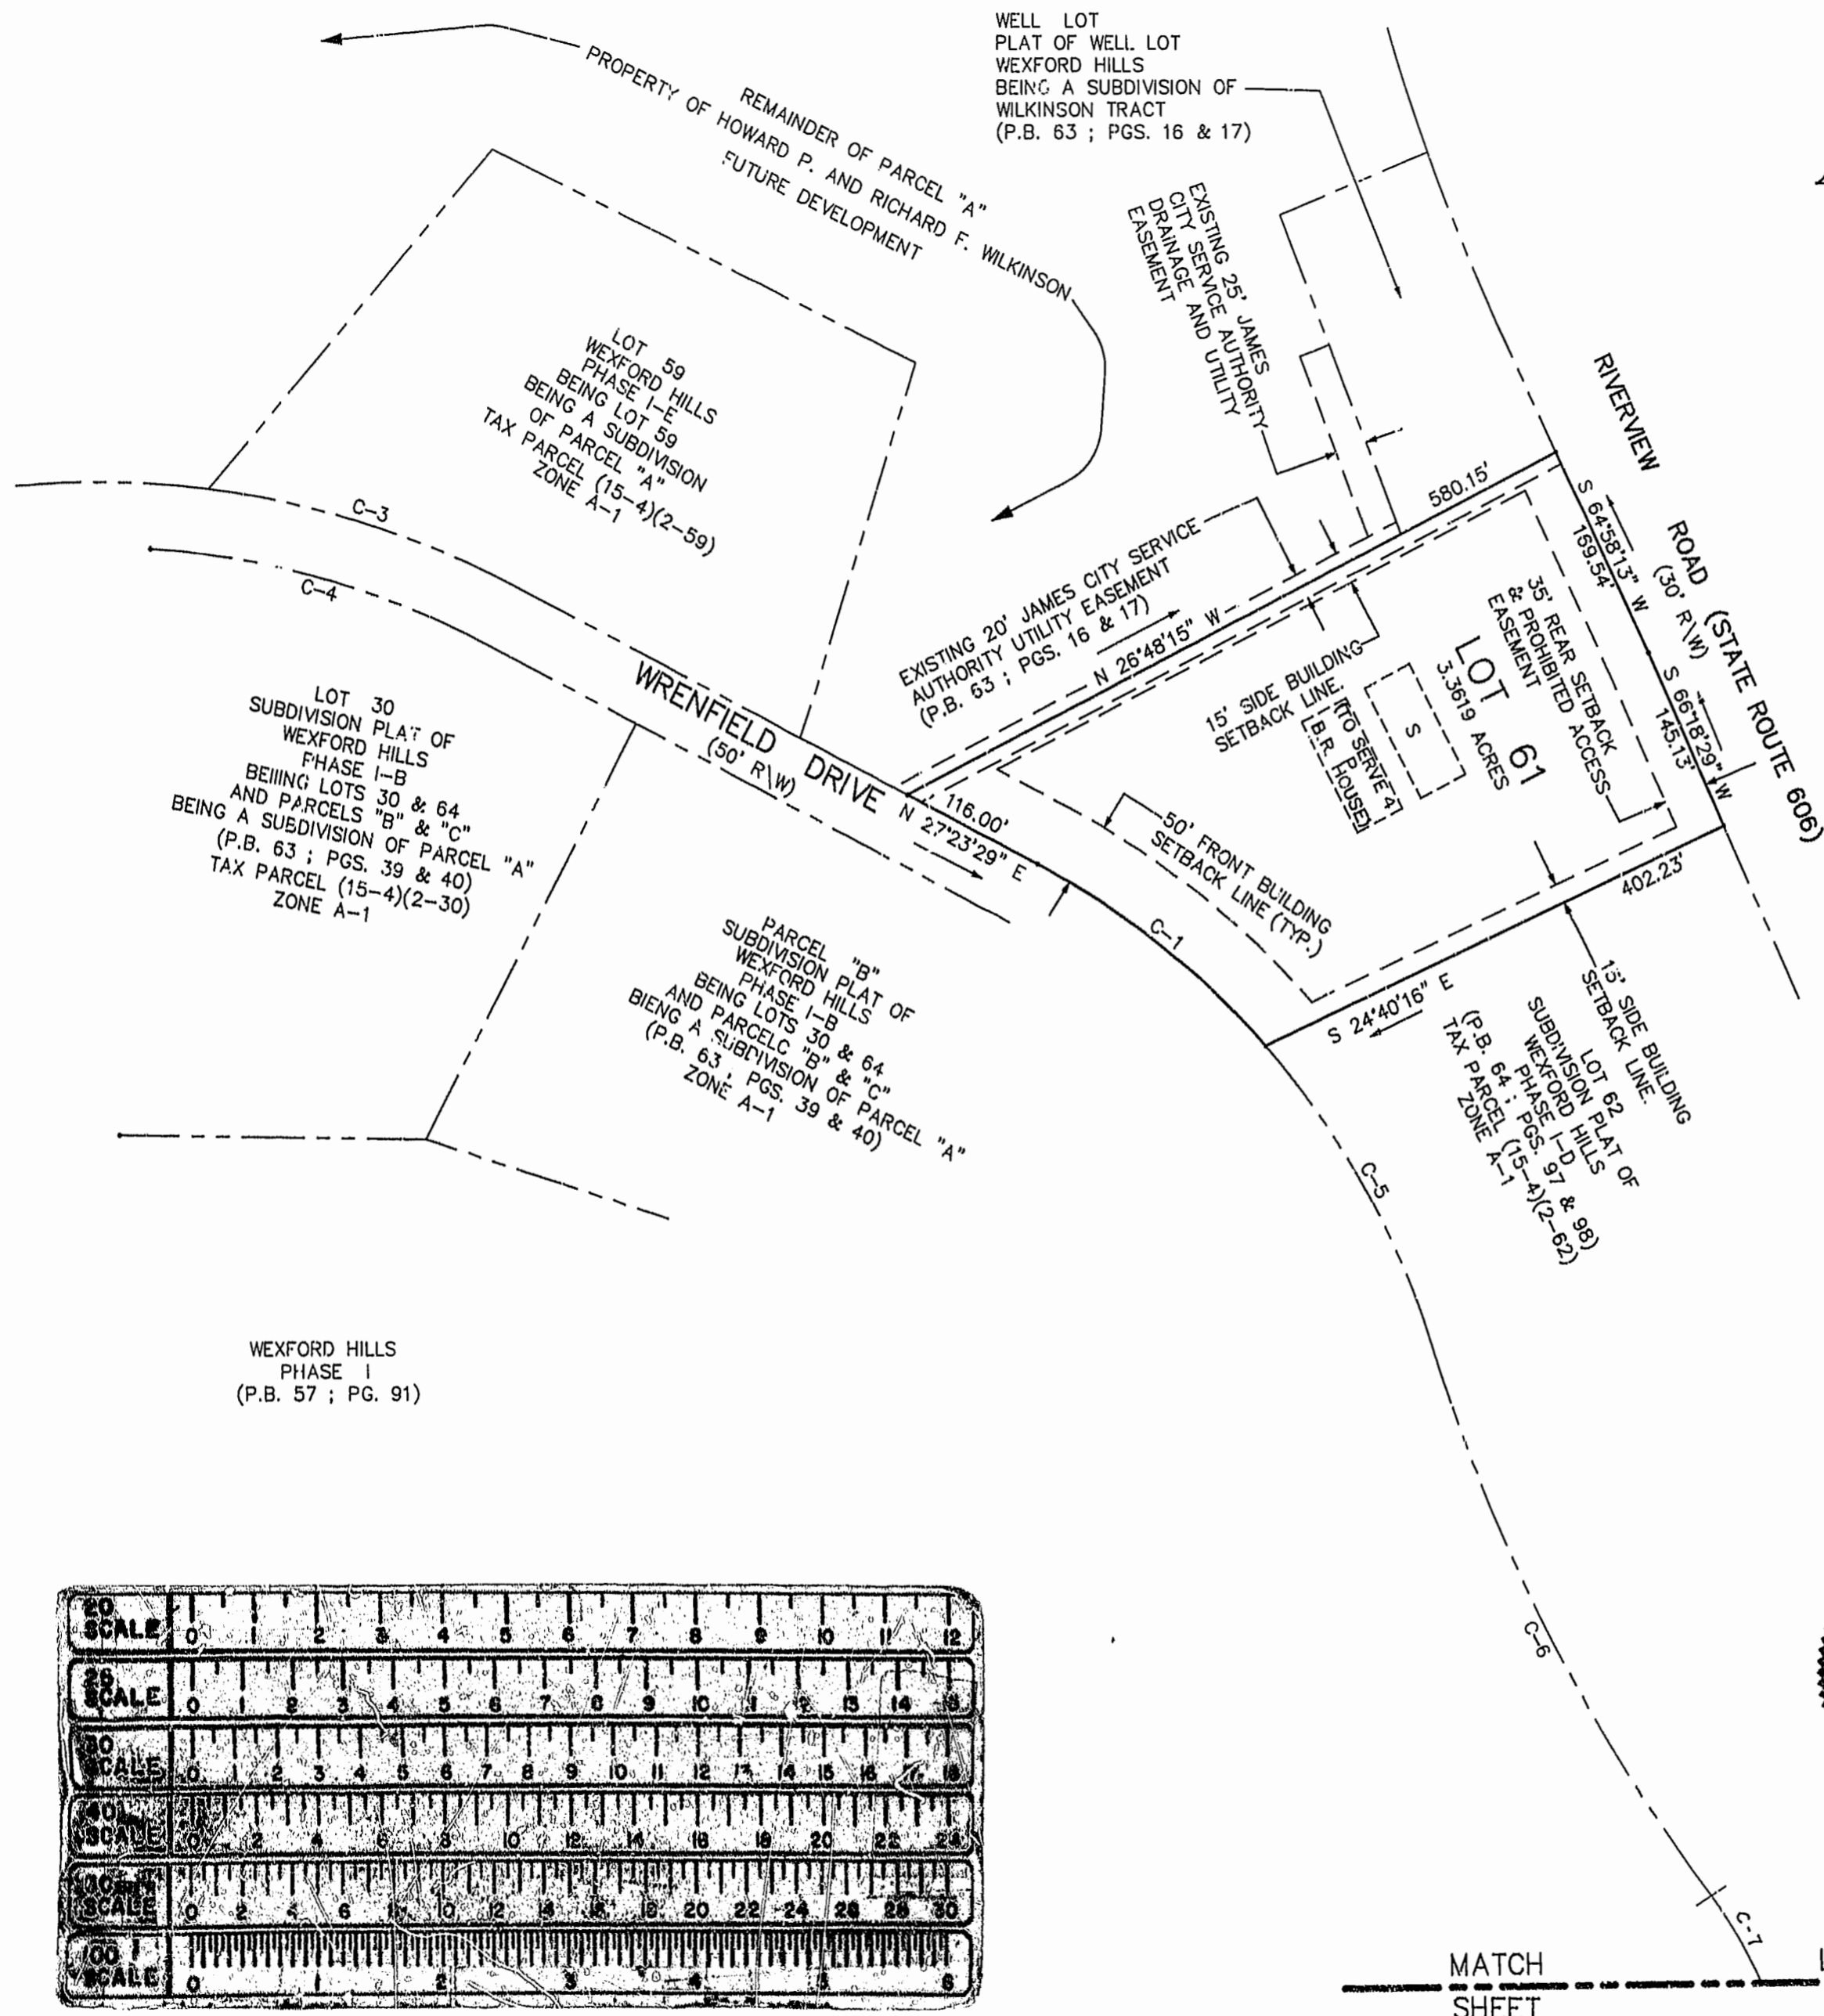 WELL LOT
PLAT OF WELL LOT
WEXFORD HILLS
BEING A SUBDIVISION OF
WILKINSON TRACT
(P.B. 63 ; PGS. 16 & 17)
REMAINDER OF PARCEL "A"
PROPERTY OF HOWARD P. AND RICHARD F. WILKINSON
FUTURE DEVELOPMENT
EXISTING 25' JAMES
CITY SERVICE AUTHORITY
DRAINAGE AND UTILITY
EASEMENT
LOT 59
WEXFORD HILLS
PHASE I-E
BEING LOT 59
BEING A SUBDIVISION
OF PARCEL "A"
TAX PARCEL (15-4)(2-59)
ZONE A-1
C-3
C-4
RIVERVIEW ROAD (STATE ROUTE 606)
(30' R\W)
580.15'
S 64°58'13" W
169.54'
S 66°18'29" W
145.13'
35' REAR SETBACK
& PROHIBITED ACCESS
EASEMENT
LOT 61
3.3619 ACRES
S
(TO SERVE 4
B.R. HOUSE)
P
EXISTING 20' JAMES CITY SERVICE
AUTHORITY UTILITY EASEMENT
(P.B. 63 ; PGS. 16 & 17)
N 26°48'15" W
15' SIDE BUILDING
SETBACK LINE.
WRENFIELD DRIVE
(50' R\W)
116.00'
N 27°23'29" E
50' FRONT BUILDING
SETBACK LINE (TYP.)
C-1
402.23'
S 24°40'16" E
15' SIDE BUILDING
SETBACK LINE.
LOT 62
SUBDIVISION PLAT OF
WEXFORD HILLS
PHASE I-D
(P.B. 64 ; PGS. 97 & 98)
TAX PARCEL (15-4)(2-62)
ZONE A-1
LOT 30
SUBDIVISION PLAT OF
WEXFORD HILLS
PHASE I-B
BEIIING LOTS 30 & 64
AND PARCELS "B" & "C"
BEING A SUBDIVISION OF PARCEL "A"
(P.B. 63 ; PGS. 39 & 40)
TAX PARCEL (15-4)(2-30)
ZONE A-1
PARCEL "B"
SUBDIVISION PLAT OF
WEXFORD HILLS
PHASE I-B
BEING LOTS 30 & 64
AND PARCELC "B" & "C"
BIENG A SUBDIVISION OF PARCEL "A"
(P.B. 63 ; PGS. 39 & 40)
ZONE A-1
C-5
WEXFORD HILLS
PHASE I
(P.B. 57 ; PG. 91)
C-6
C-7
20
SCALE 0 1 2 3 4 5 6 7 8 9 10 11 12
25
SCALE 0 1 2 3 4 5 6 7 8 9 10 11 12 13 14 15
30
SCALE 0 1 2 3 4 5 6 7 8 9 10 11 12 13 14 15 16 17 18
40
SCALE 0 2 4 6 8 10 12 14 16 18 20 22 24
SCALE 0 2 4 6 8 10 12 14 16 18 20 22 24 26 28 30
100
SCALE 0 1 2 3 4 5 6
MATCH
SHEET